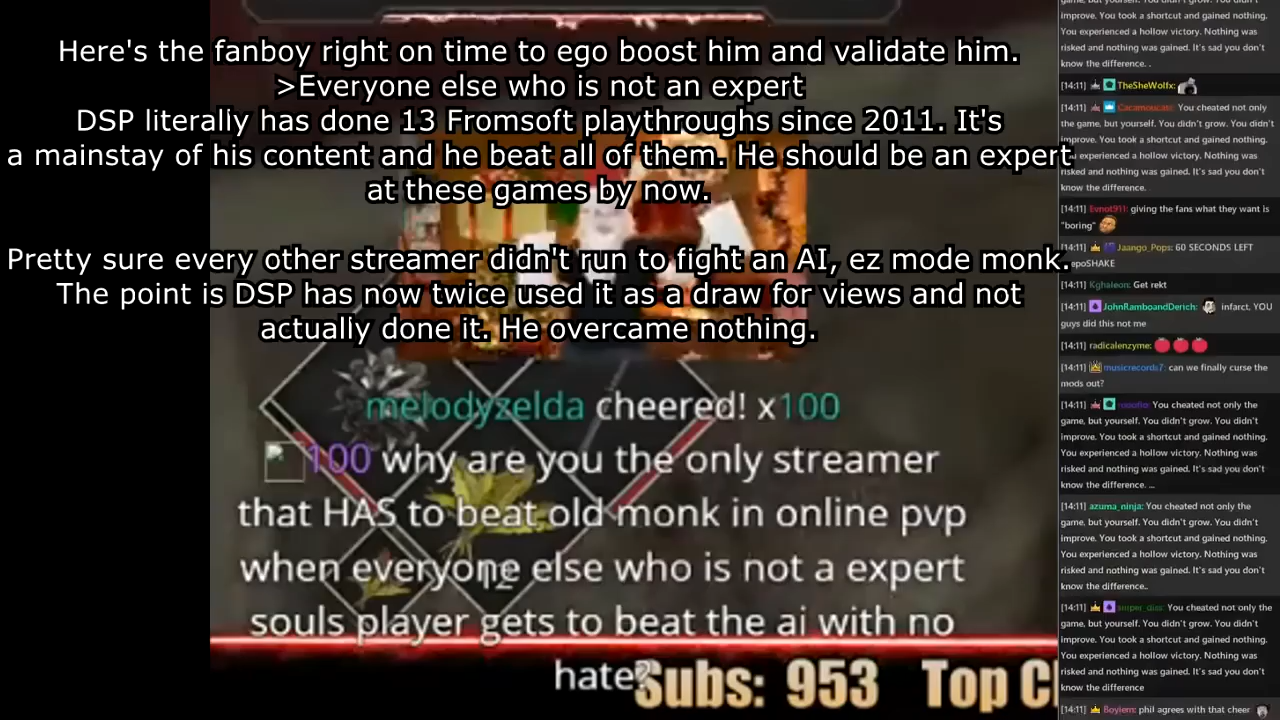 Here's the fanboy right on time to ego boost him and validate him.
>Everyone else who is not an expert
DSP literally has done 13 Fromsoft playthroughs since 2011. It's
a mainstay of his content and he beat all of them. He should be an expert
at these games by now.
Pretty sure every other streamer didn't run to fight an AI, ez mode monk.
The point is DSP has now twice used it as a draw for views and not
actually done it. He overcame nothing.
melodyzelda cheered! x100
100 why are you the only streamer
that HAS to beat old monk in online pvp
when everyone else who is not a expert
souls player gets to beat the ai with no
hate?
12
Subs: 953 Top C
improve. You took a shortcut and gained nothing.
You experienced a hollow victory. Nothing was
risked and nothing was gained. It's sad you don't
know the difference. .
[14:11] TheSheWolfx:
[14:11] Cacamoucats: You cheated not only
the game, but yourself. You didn't grow. You didn't
improve. You took a shortcut and gained nothing.
You experienced a hollow victory. Nothing was
risked and nothing was gained. It's sad you don't
know the difference.
[14:11] Evnot911: giving the fans what they want is
"boring"
[14:11] Jaango_Pops: 60 SECONDS LEFT
epoSHAKE
[14:11] Kghaleon: Get rekt
[14:11] JohnRamboandDerich: infarct. YOU
guys did this not me
[14:11] radicalenzyme:
[14:11] musicrecords7: can we finally curse the
mods out?
[14:11] You cheated not only the
game, but yourself. You didn't grow. You didn't
improve. You took a shortcut and gained nothing.
You experienced a hollow victory. Nothing was
risked and nothing was gained. It's sad you don't
know the difference. ...
[14:11] azuma_ninja: You cheated not only the
game, but yourself. You didn't grow. You didn't
improve. You took a shortcut and gained nothing.
You experienced a hollow victory. Nothing was
risked and nothing was gained. It's sad you don't
know the difference..
[14:11] You cheated not only the
game, but yourself. You didn't grow. You didn't
improve. You took a shortcut and gained nothing.
You experienced a hollow victory. Nothing was
risked and nothing was gained. It's sad you don't
know the difference
[14:11] Boylem: phil agrees with that cheer